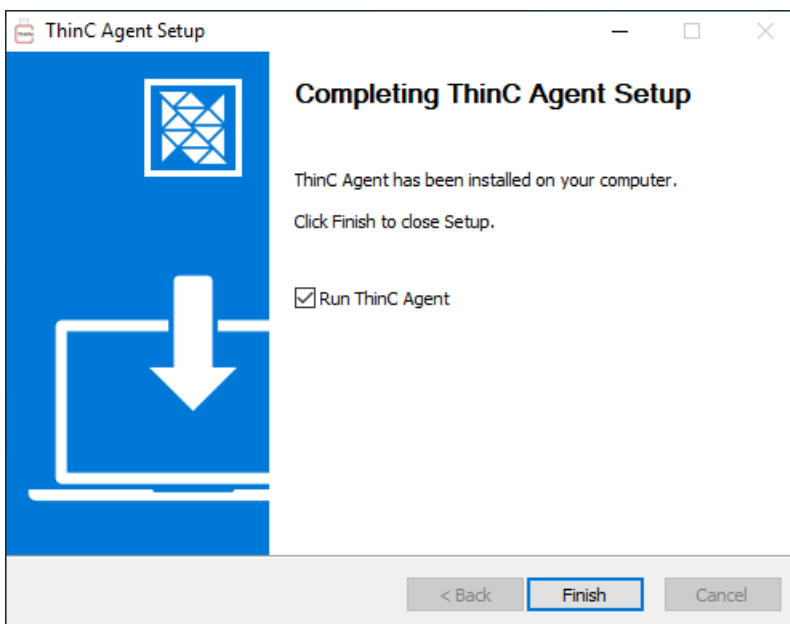 ThinC Agent Setup
Completing ThinC Agent Setup
ThinC Agent has been installed on your computer.
Click Finish to close Setup.
Run ThinC Agent
< Back
Finish
Cancel